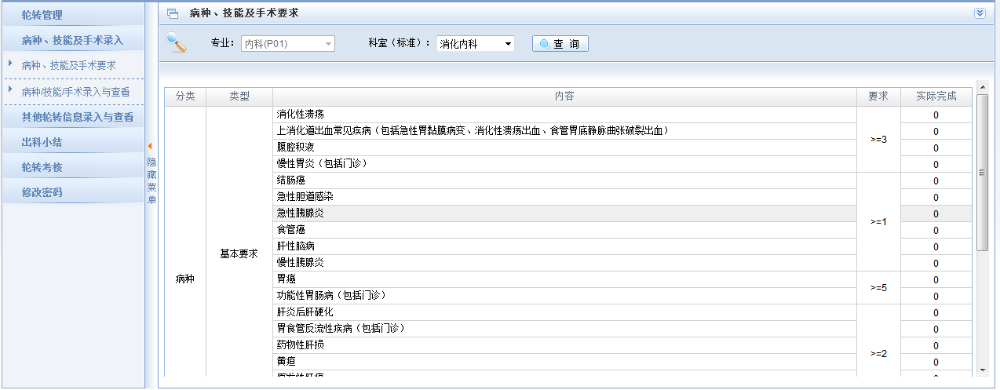 轮转管理
病种、技能及手术录入
病种、技能及手术要求
病种/技能/手术录入与查看
其他轮转信息录入与查看
出科小结
轮转考核
修改密码
隐藏菜单
病种、技能及手术要求
专业： 内科(P01) 科室（标准）： 消化内科 查 询
分类 类型 内容 要求 实际完成
病种 基本要求
消化性溃疡 0
上消化道出血常见疾病（包括急性胃黏膜病变、消化性溃疡出血、食管胃底静脉曲张破裂出血） 0
>=3
腹腔积液 0
慢性胃炎（包括门诊） 0
结肠癌 0
急性胆道感染 0
急性胰腺炎 0
>=1
食管癌 0
肝性脑病 0
慢性胰腺炎 0
胃癌 0
>=5
功能性胃肠病（包括门诊） 0
肝炎后肝硬化 0
胃食管反流性疾病（包括门诊） 0
药物性肝损 0
>=2
黄疸 0